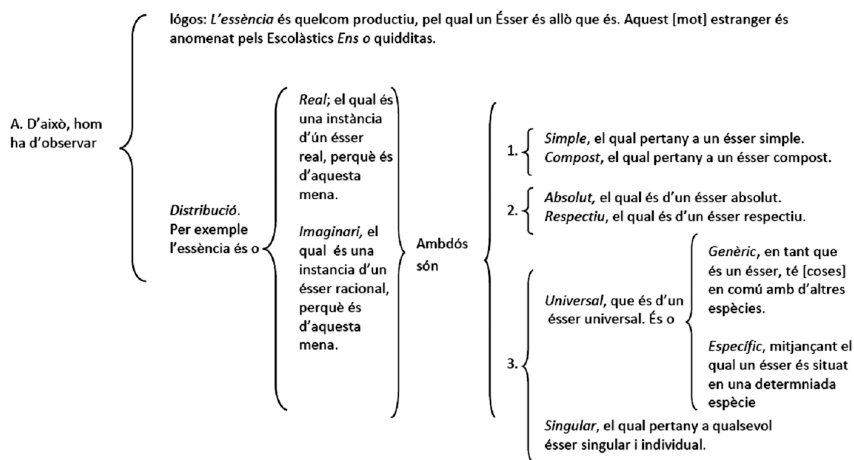 A. D'això, hom
ha d'observar
lógos: L'essència és quelcom productiu, pel qual un Ésser és allò que és. Aquest [mot] estranger és
anomenat pels Escolàstics Ens o quidditas.
Distribució.
Per exemple
l'essència és o
Real; el qual és
una instància
d'ún ésser
real, perquè és
d'aquesta
mena.
Imaginari, el
qual és una
instancia d'un
ésser racional,
perquè és
d'aquesta
mena.
Ambdós
són
1.
Simple, el qual pertany a un ésser simple.
Compost, el qual pertany a un ésser compost.
2.
Absolut, el qual és d'un ésser absolut.
Respectiu, el qual és d'un ésser respectiu.
3.
Universal, que és d'un
ésser universal. És o
Genèric, en tant que
és un ésser, té [coses]
en comú amb d'altres
espècies.
Específic, mitjançant el
qual un ésser és situat
en una determniada
espècie
Singular, el qual pertany a qualsevol
ésser singular i individual.